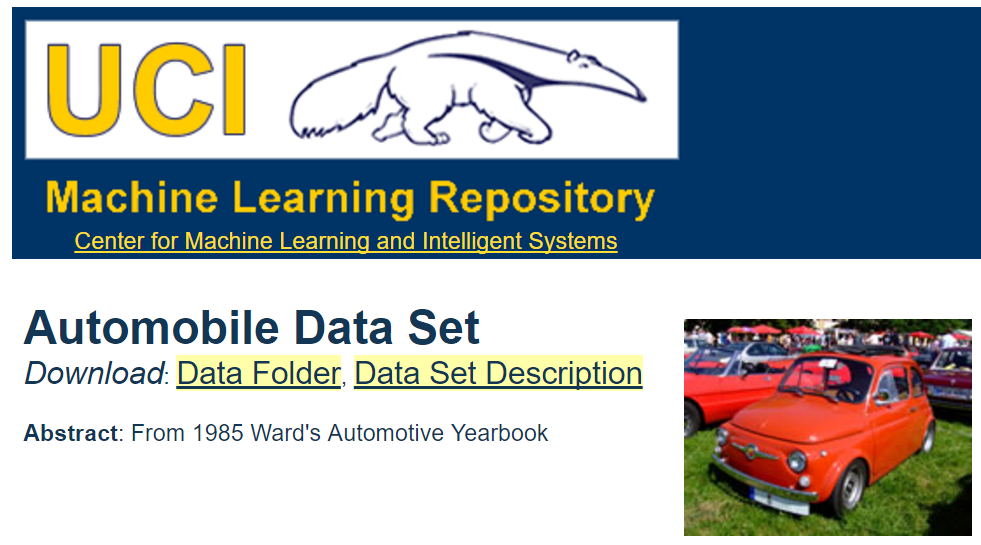 UCI
Machine Learning Repository
Center for Machine Learning and Intelligent Systems
Automobile Data Set
Download: Data Folder, Data Set Description
Abstract: From 1985 Ward's Automotive Yearbook